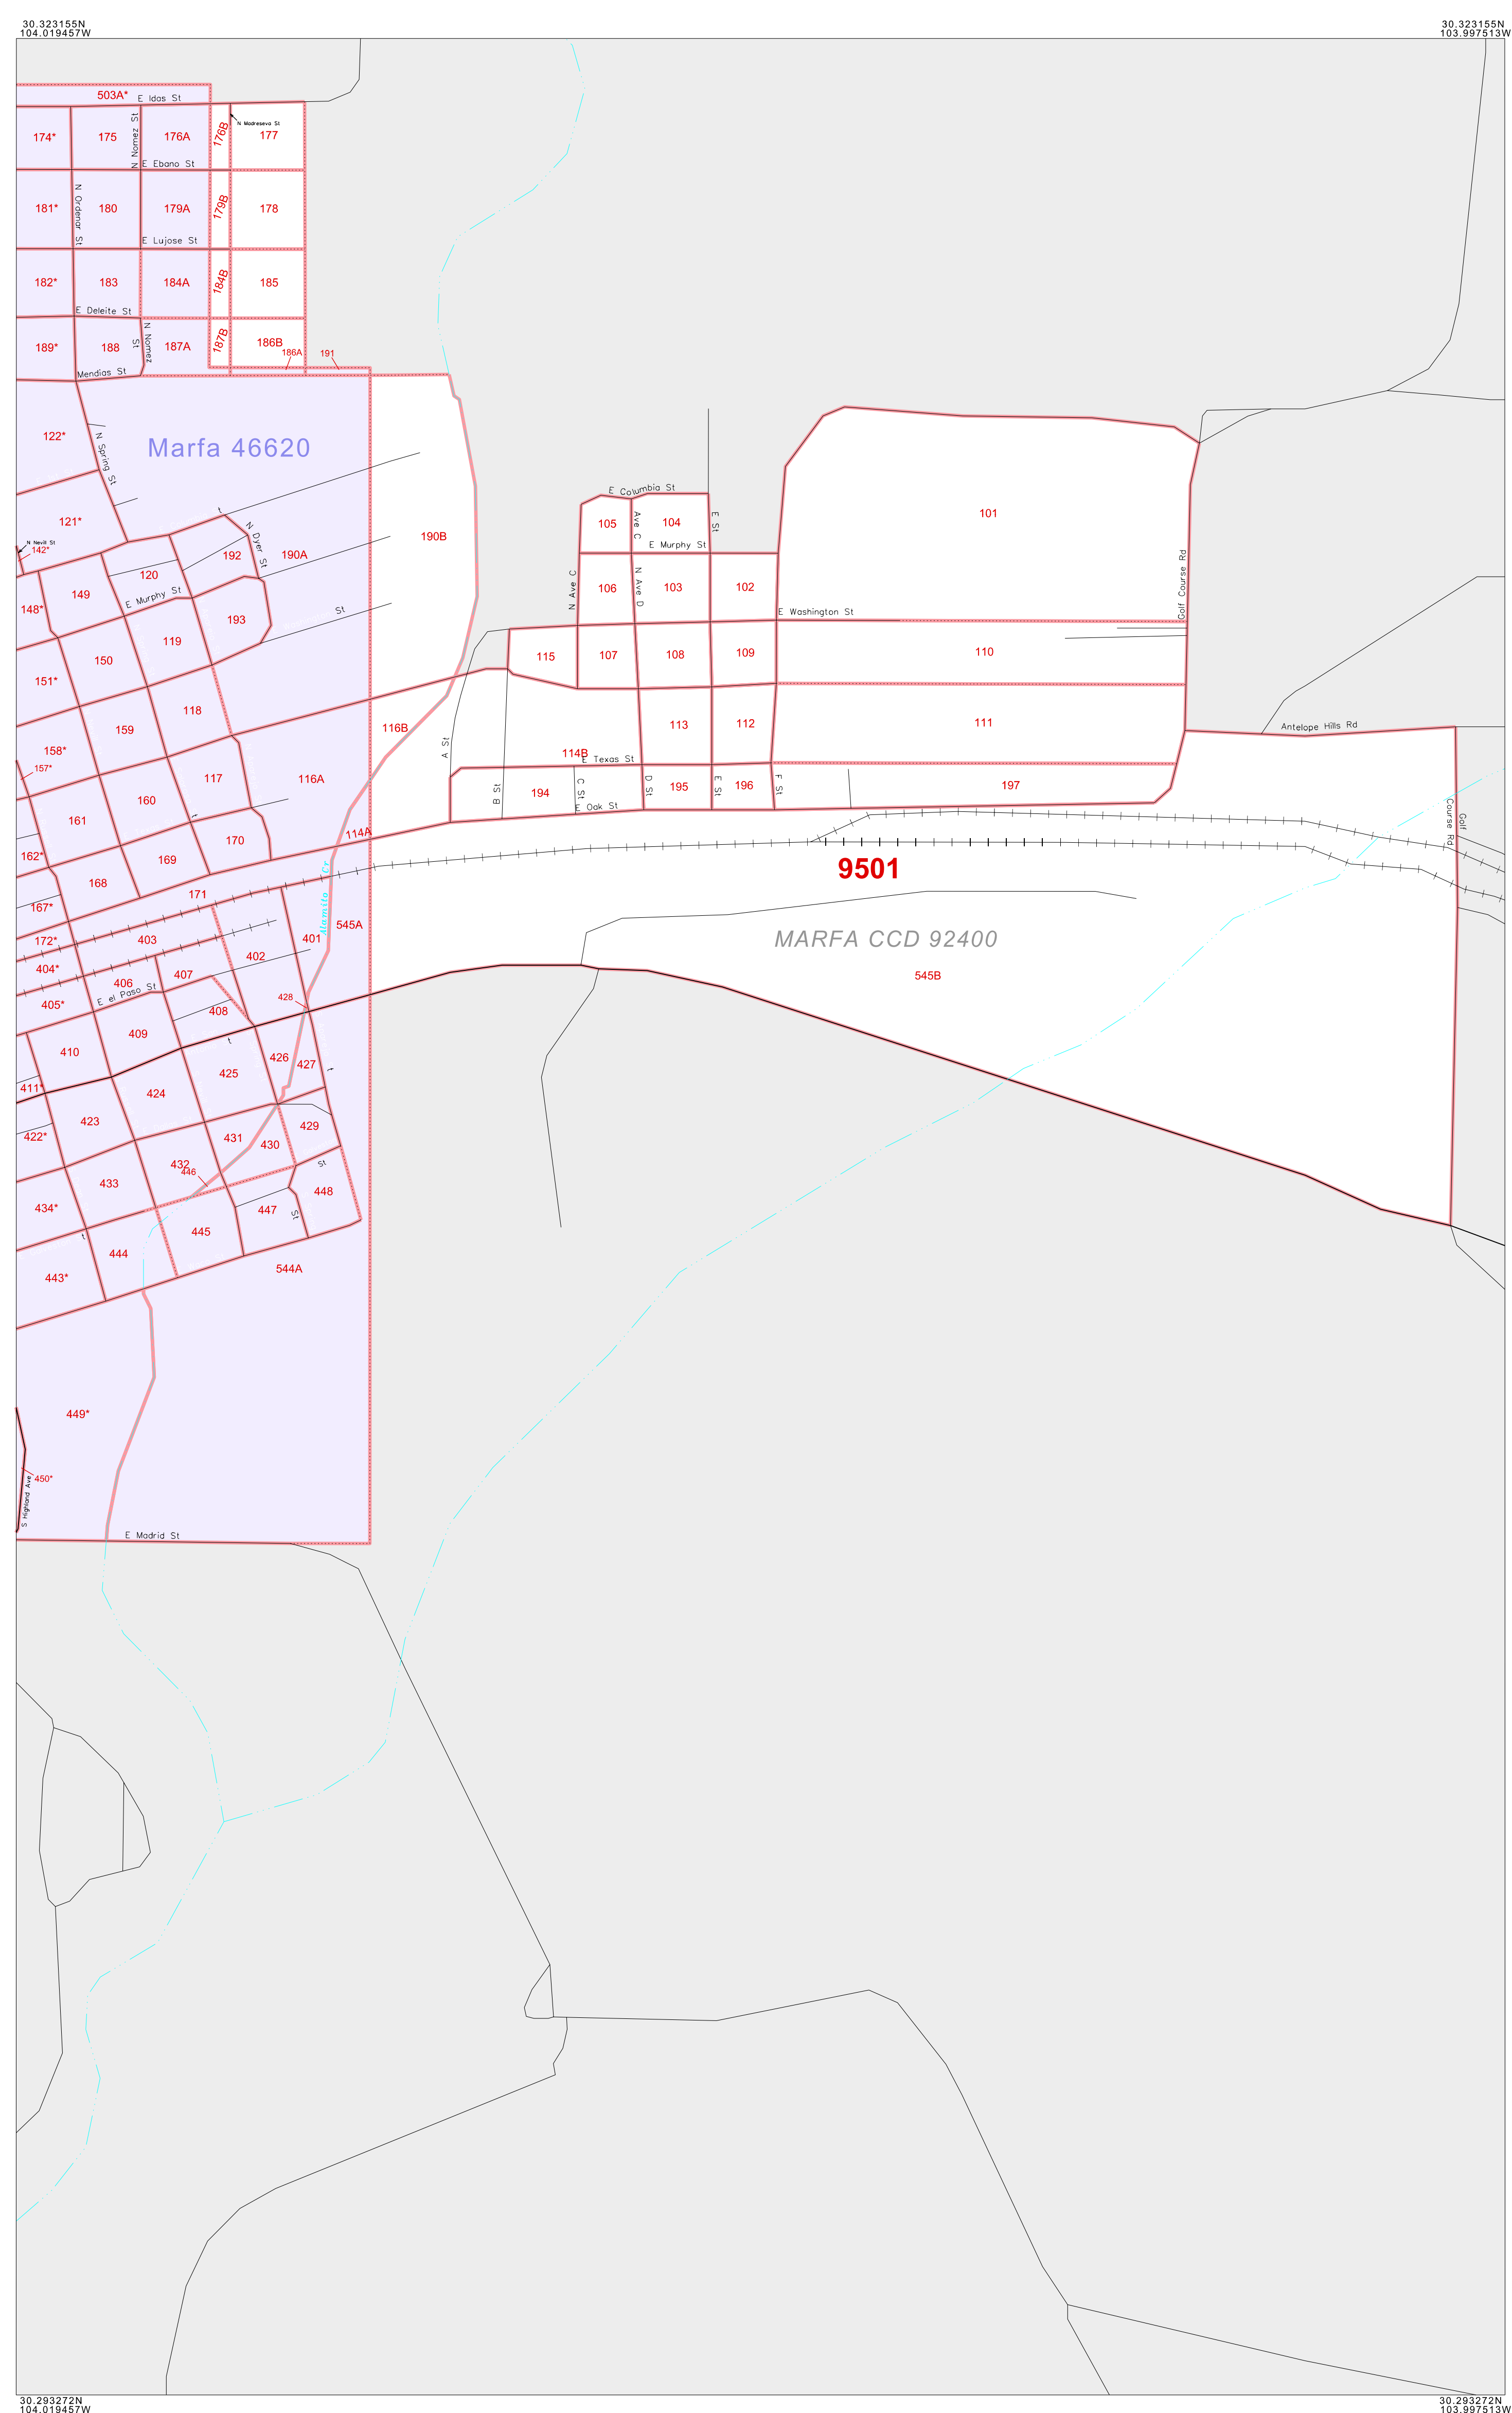 30.323155N
104.019457W
30.323155N
103.997513W
503A*
E Idas St
174*
175
N Nomez St
176A
176B
N Madreseva St
177
E Ebano St
181*
N Ordenar St
180
179A
179B
178
E Lujose St
182*
183
184A
184B
185
E Deleite St
189*
188
N Nomez
St
187A
187B
186B
186A
191
Mendias St
122*
N Spring St
Marfa 46620
121*
N Nevill St
142*
t
N Dyer St
192
190A
190B
120
149
148*
E Murphy St
193
St
119
150
151*
118
159
158*
157*
117
116A
116B
160
161
t
170
114A
162*
169
168
167*
171
172*
403
404*
405*
406
407
402
401
545A
Alamito Cr
E el Paso St
428
408
409
410
411*
t
425
426
427
t
424
423
422*
429
430
431
432
446
433
434*
St
448
447
St
445
444
t
443*
544A
449*
450*
S Highland Ave
E Madrid St
E Columbia St
105
Ave C
104
E St
E Murphy St
101
N Ave C
106
N Ave D
103
102
E Washington St
Golf Course Rd
115
107
108
109
110
A St
113
112
111
Antelope Hills Rd
114B
E Texas St
B St
194
C St
D St
195
E St
196
F St
197
E Oak St
Golf
Course Rd
9501
MARFA CCD 92400
545B
30.293272N
104.019457W
30.293272N
103.997513W